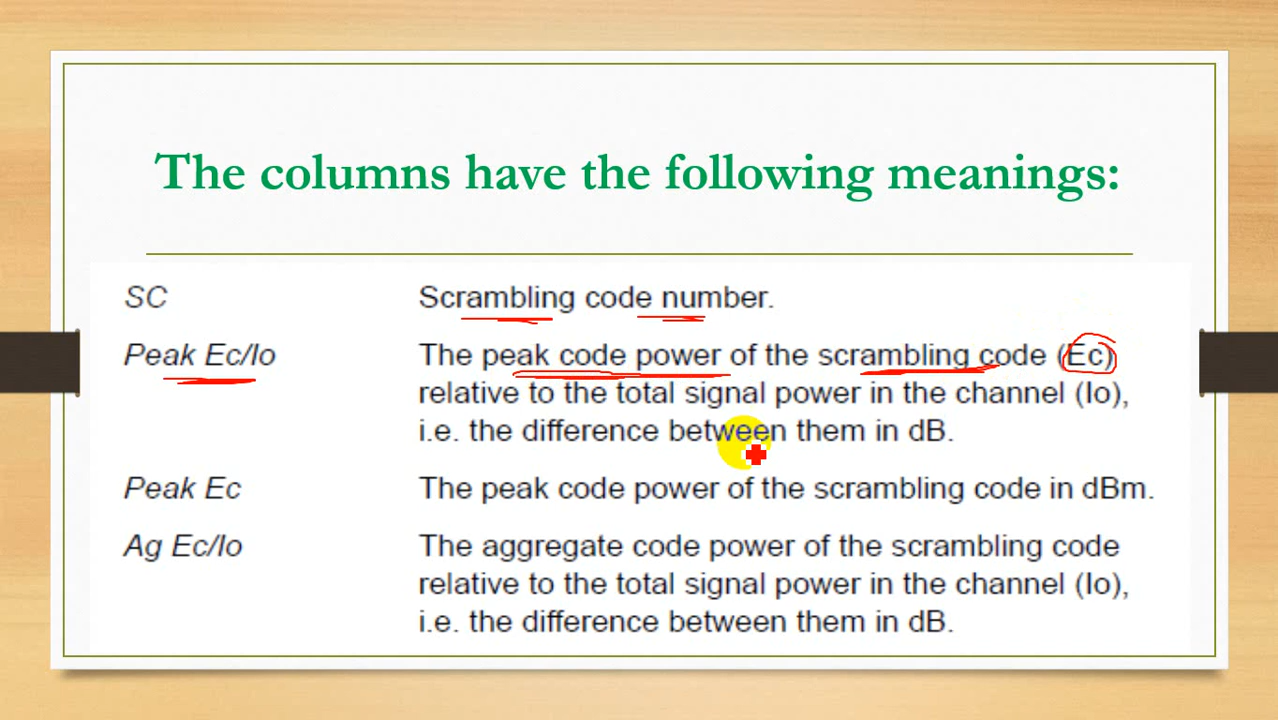 The columns have the following meanings:
SC Scrambling code number.
Peak Ec/Io The peak code power of the scrambling code (Ec)
relative to the total signal power in the channel (Io),
i.e. the difference between them in dB.
Peak Ec The peak code power of the scrambling code in dBm.
Ag Ec/Io The aggregate code power of the scrambling code
relative to the total signal power in the channel (Io),
i.e. the difference between them in dB.